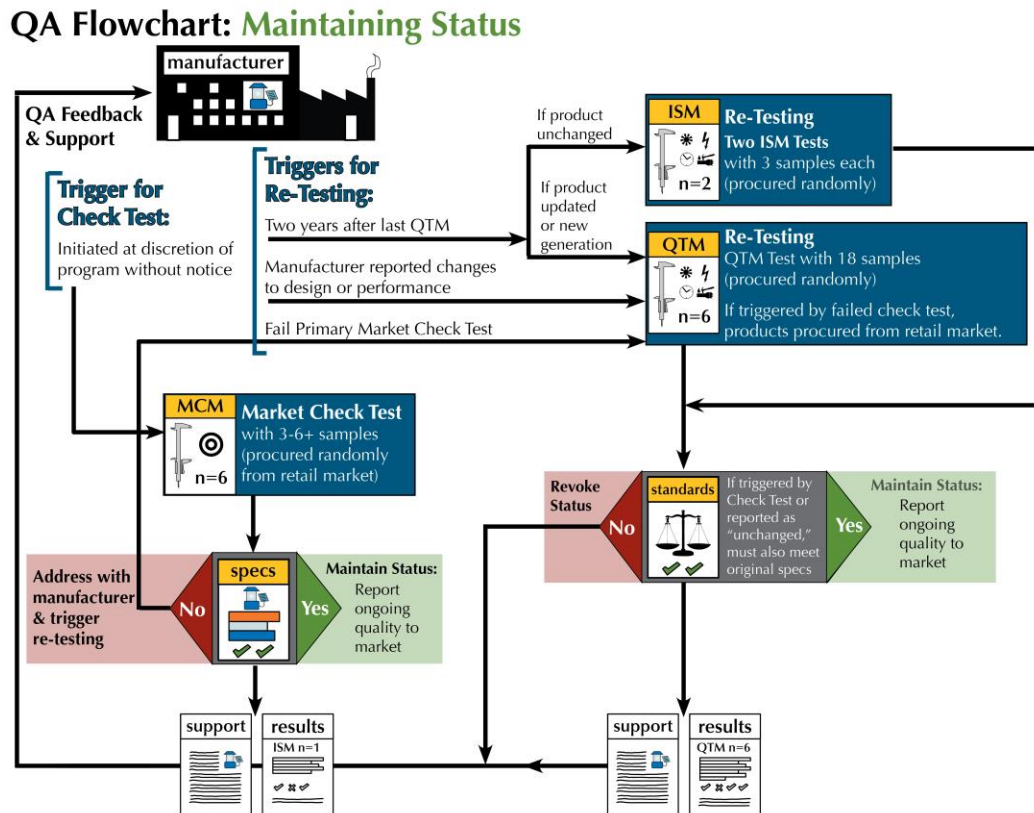 QA Flowchart: Maintaining Status
manufacturer
QA Feedback
& Support
Trigger for
Check Test:
Initiated at discretion of
program without notice
Triggers for
Re-Testing:
Two years after last QTM
Manufacturer reported changes
to design or performance
Fail Primary Market Check Test
If product
unchanged
If product
updated
or new
generation
ISM
n=2
Re-Testing
Two ISM Tests
with 3 samples each
(procured randomly)
QTM
n=6
Re-Testing
QTM Test with 18 samples
(procured randomly)
If triggered by failed check test,
products procured from retail market.
MCM
n=6
Market Check Test
with 3-6+ samples
(procured randomly
from retail market)
Address with
manufacturer
& trigger
re-testing
No
specs
Yes
Maintain Status:
Report
ongoing
quality to
market
Revoke
Status
No
standards
If triggered by
Check Test or
reported as
“unchanged,”
must also meet
original specs
Yes
Maintain Status:
Report
ongoing
quality to
market
support
results
ISM n=1
support
results
QTM n=6